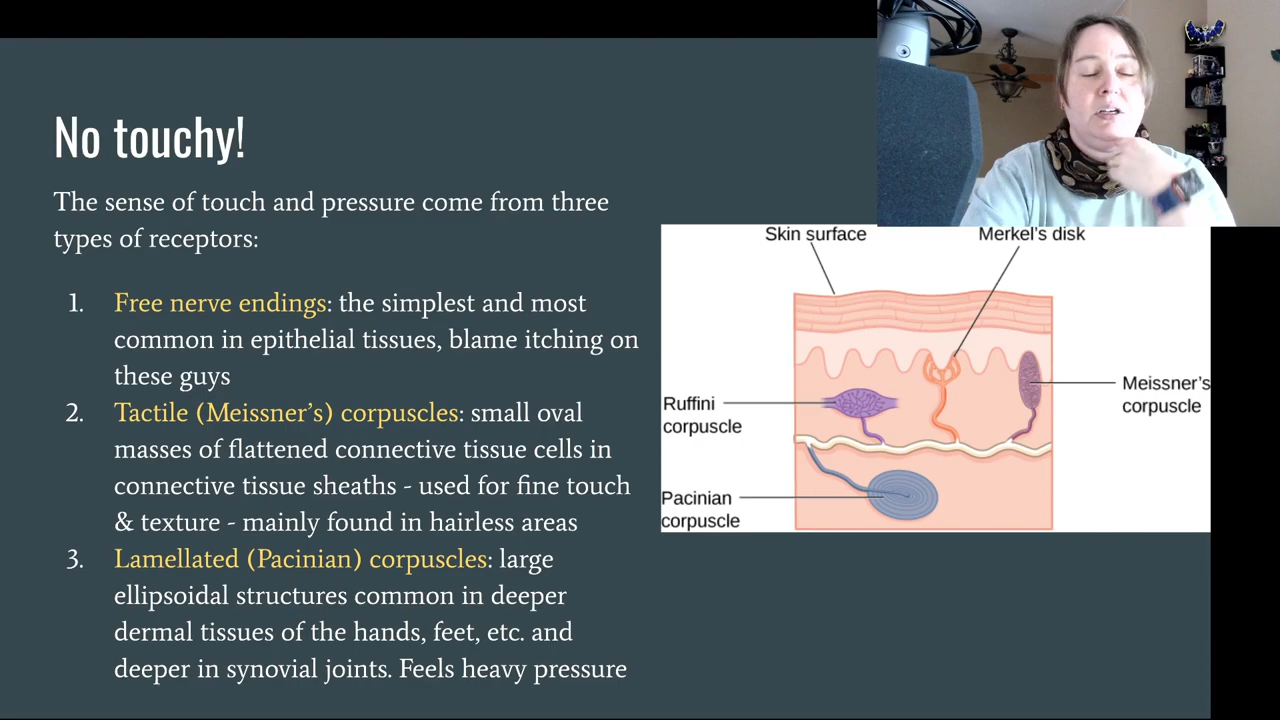 No touchy!
The sense of touch and pressure come from three
types of receptors:
1. Free nerve endings: the simplest and most
common in epithelial tissues, blame itching on
these guys
2. Tactile (Meissner's) corpuscles: small oval
masses of flattened connective tissue cells in
connective tissue sheaths - used for fine touch
& texture - mainly found in hairless areas
3. Lamellated (Pacinian) corpuscles: large
ellipsoidal structures common in deeper
dermal tissues of the hands, feet, etc. and
deeper in synovial joints. Feels heavy pressure
Skin surface
Merkel's disk
Ruffini
corpuscle
Meissner's
corpuscle
Pacinian
corpuscle